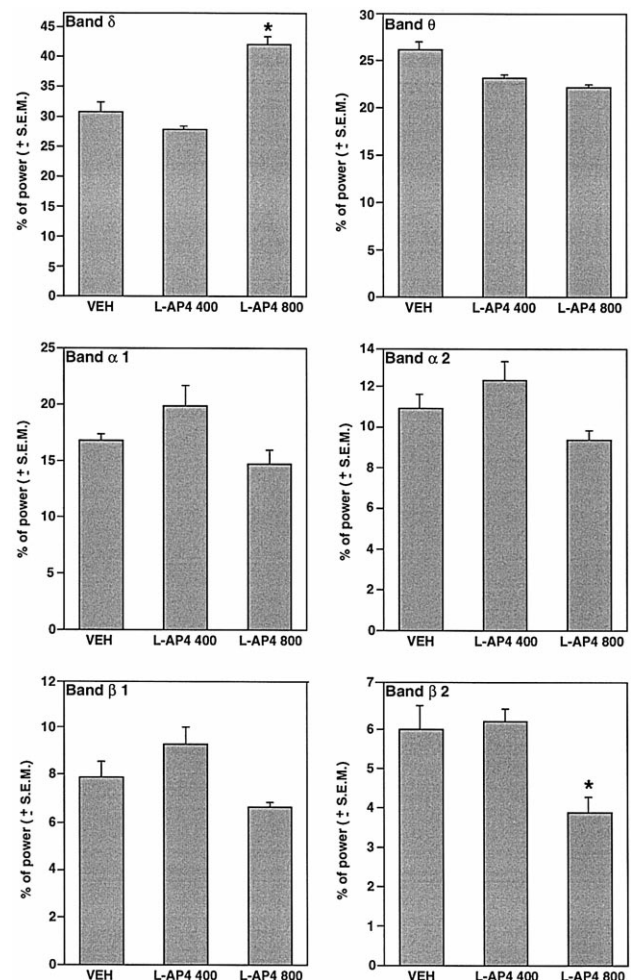 Band δ
% of power (± S.E.M.)
45
40
35
30
25
20
15
10
5
0
*
VEH L-AP4 400 L-AP4 800
Band θ
% of power (± S.E.M.)
30
25
20
15
10
5
0
VEH L-AP4 400 L-AP4 800
Band α 1
% of power (± S.E.M.)
25
20
15
10
5
0
VEH L-AP4 400 L-AP4 800
Band α 2
% of power (± S.E.M.)
14
12
10
8
6
4
2
0
VEH L-AP4 400 L-AP4 800
Band β 1
% of power (± S.E.M.)
12
10
8
6
4
2
0
VEH L-AP4 400 L-AP4 800
Band β 2
% of power (± S.E.M.)
7
6
5
4
3
2
1
0
*
VEH L-AP4 400 L-AP4 800